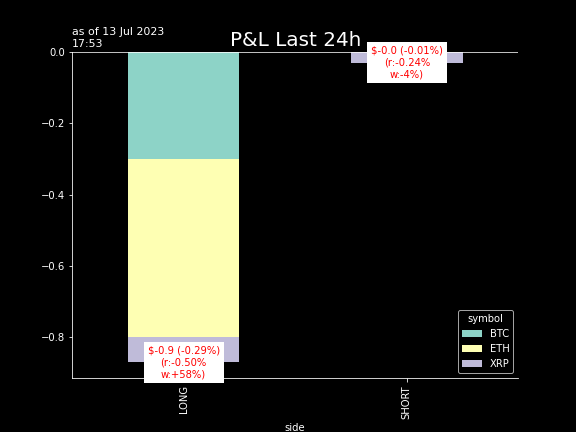 as of 13 Jul 2023
17:53
P&L Last 24h
0.0
−0.2
−0.4
−0.6
−0.8
$-0.0 (-0.01%)
(r:-0.24%
w:-4%)
$-0.9 (-0.29%)
(r:-0.50%
w:+58%)
symbol
BTC
ETH
XRP
LONG
SHORT
side